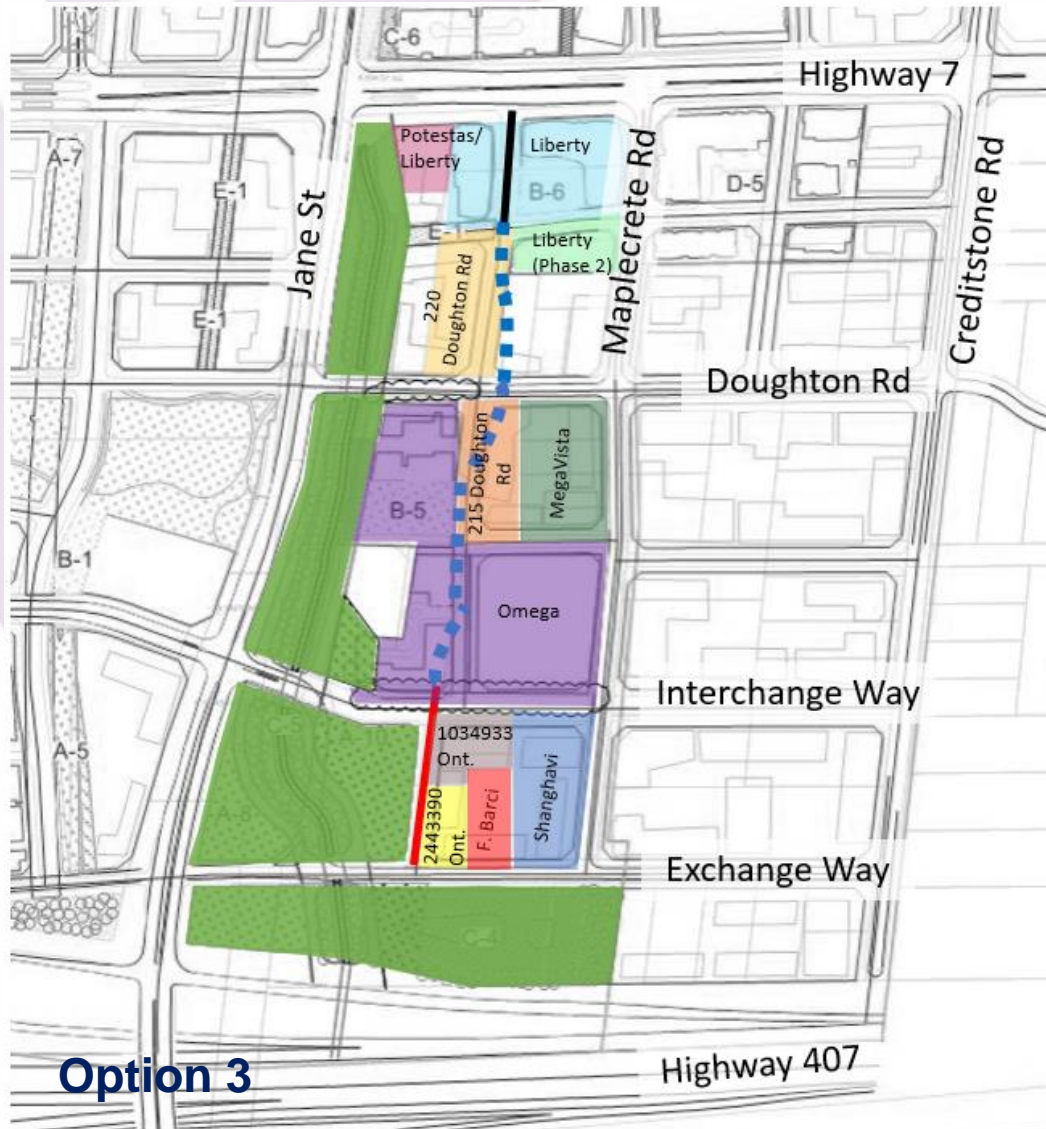 C-6
Highway 7
A-7
E-1
Potestas/
Liberty
Liberty
B-6
D-5
Maplecrete Rd
Creditstone Rd
Jane St
Liberty
(Phase 2)
220
Doughton Rd
Doughton Rd
215 Doughton
Rd
MegaVista
B-5
B-1
Omega
Interchange Way
1034933
Ont.
Shanghavi
A-5
2443390
Ont.
F. Barci
Exchange Way
Option 3
Highway 407